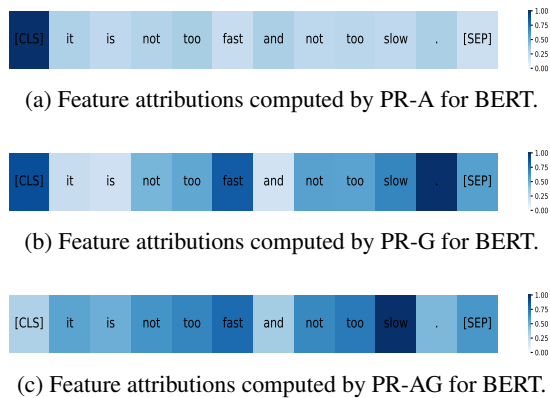 [CLS] it is not too fast and not too slow . [SEP]
1.00
0.75
0.50
0.25
0.00
(a) Feature attributions computed by PR-A for BERT.
[CLS] it is not too fast and not too slow . [SEP]
1.00
0.75
0.50
0.25
0.00
(b) Feature attributions computed by PR-G for BERT.
[CLS] it is not too fast and not too slow . [SEP]
1.00
0.75
0.50
0.25
0.00
(c) Feature attributions computed by PR-AG for BERT.